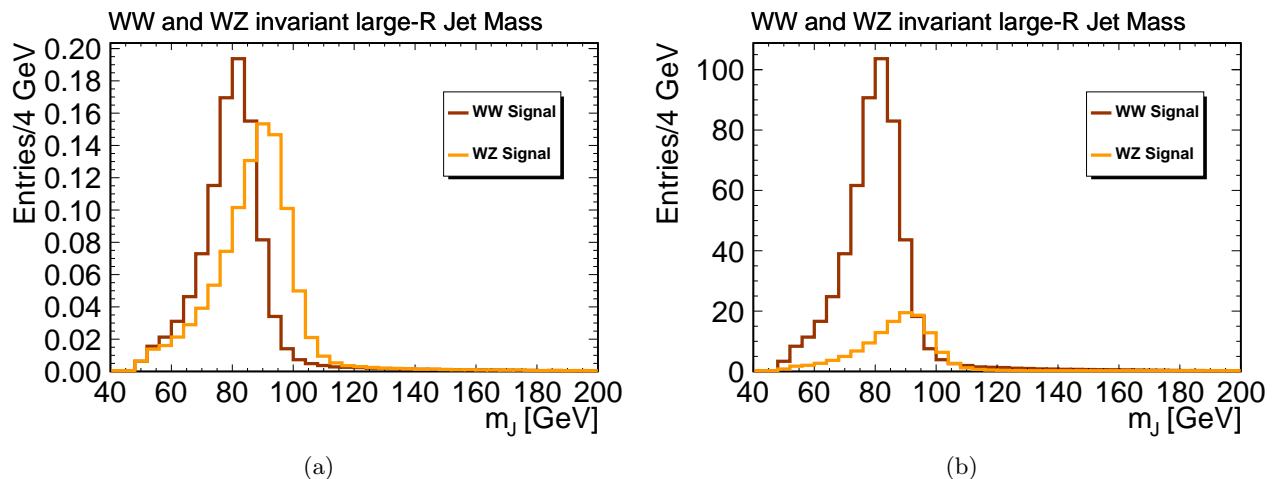 WW and WZ invariant large-R Jet Mass
Entries/4 GeV
0.20
0.18
0.16
0.14
0.12
0.10
0.08
0.06
0.04
0.02
0.00
WW Signal
WZ Signal
40 60 80 100 120 140 160 180 200
m_J [GeV]
(a)
WW and WZ invariant large-R Jet Mass
Entries/4 GeV
100
80
60
40
20
0
WW Signal
WZ Signal
40 60 80 100 120 140 160 180 200
m_J [GeV]
(b)